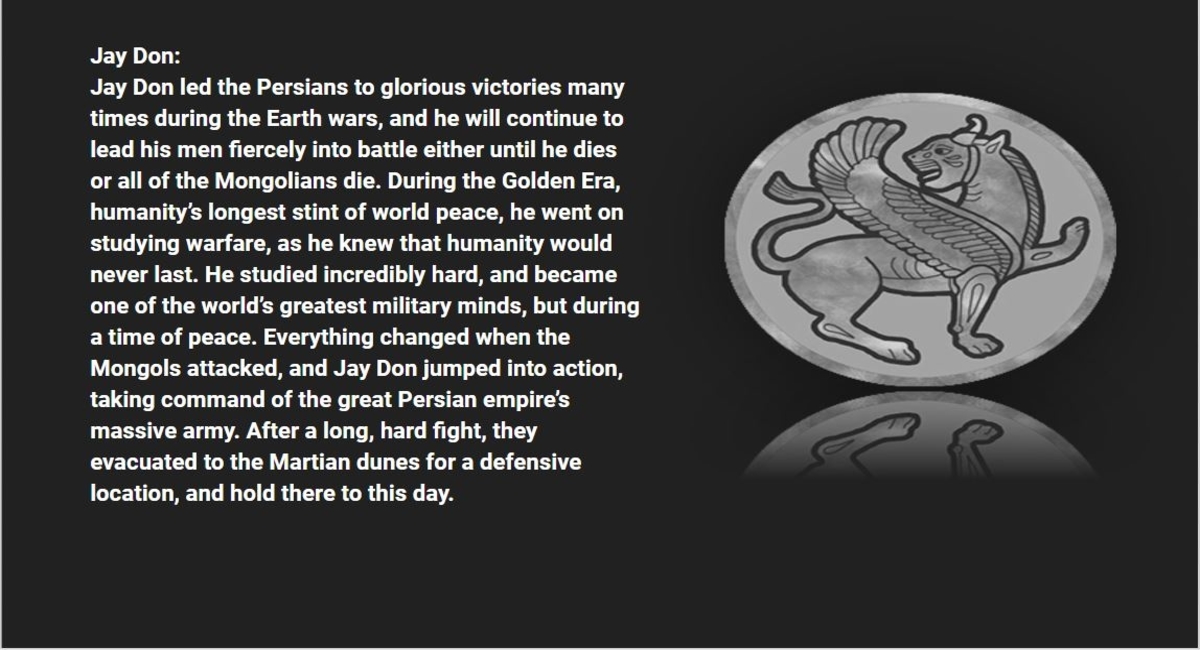 Jay Don:
Jay Don led the Persians to glorious victories many
times during the Earth wars, and he will continue to
lead his men fiercely into battle either until he dies
or all of the Mongolians die. During the Golden Era,
humanity’s longest stint of world peace, he went on
studying warfare, as he knew that humanity would
never last. He studied incredibly hard, and became
one of the world’s greatest military minds, but during
a time of peace. Everything changed when the
Mongols attacked, and Jay Don jumped into action,
taking command of the great Persian empire’s
massive army. After a long, hard fight, they
evacuated to the Martian dunes for a defensive
location, and hold there to this day.